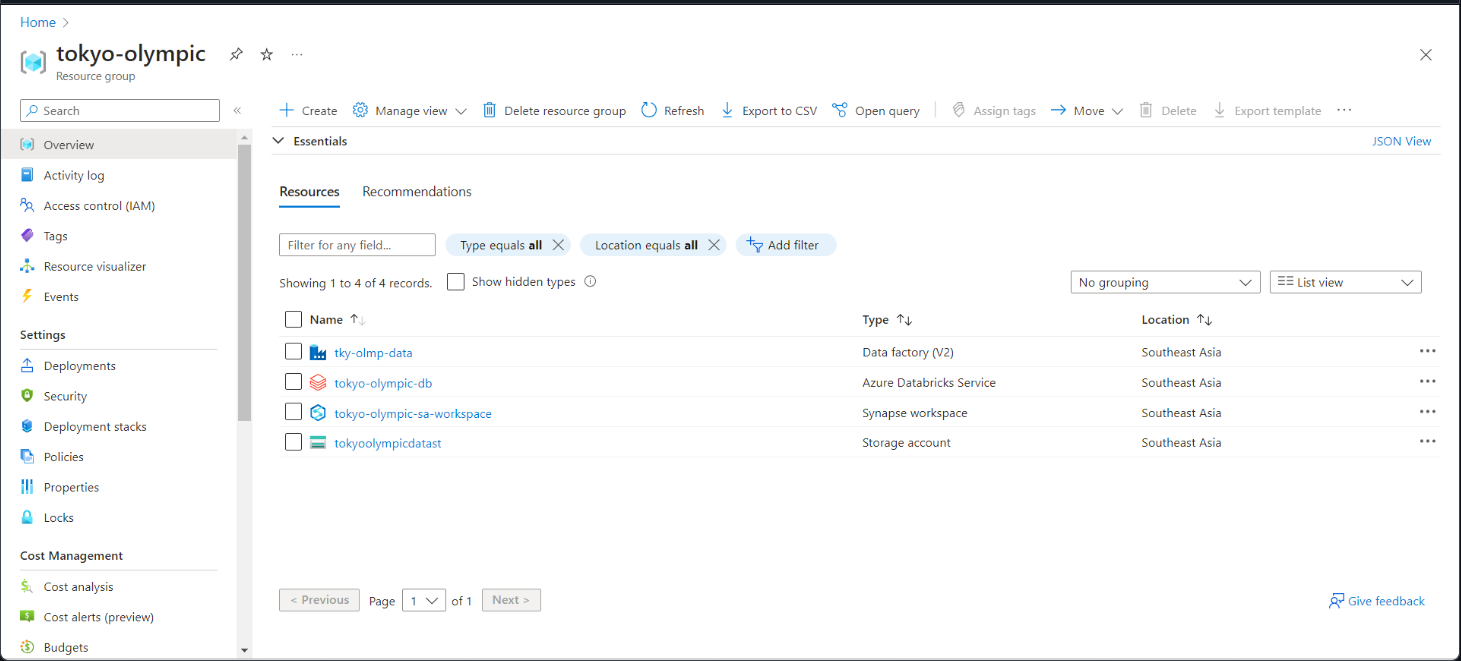 Home >
tokyo-olympic ...
Resource group
Search «
Overview
Activity log
Access control (IAM)
Tags
Resource visualizer
Events
Settings
Deployments
Security
Deployment stacks
Policies
Properties
Locks
Cost Management
Cost analysis
Cost alerts (preview)
Budgets
Create Manage view Delete resource group Refresh Export to CSV Open query Assign tags Move Delete Export template ...
Essentials JSON View
Resources Recommendations
Filter for any field... Type equals all Location equals all Add filter
Showing 1 to 4 of 4 records. Show hidden types No grouping List view
Name Type Location
tky-olmp-data Data factory (V2) Southeast Asia ...
tokyo-olympic-db Azure Databricks Service Southeast Asia ...
tokyo-olympic-sa-workspace Synapse workspace Southeast Asia ...
tokyoolympicdatast Storage account Southeast Asia ...
< Previous Page 1 of 1 Next > Give feedback